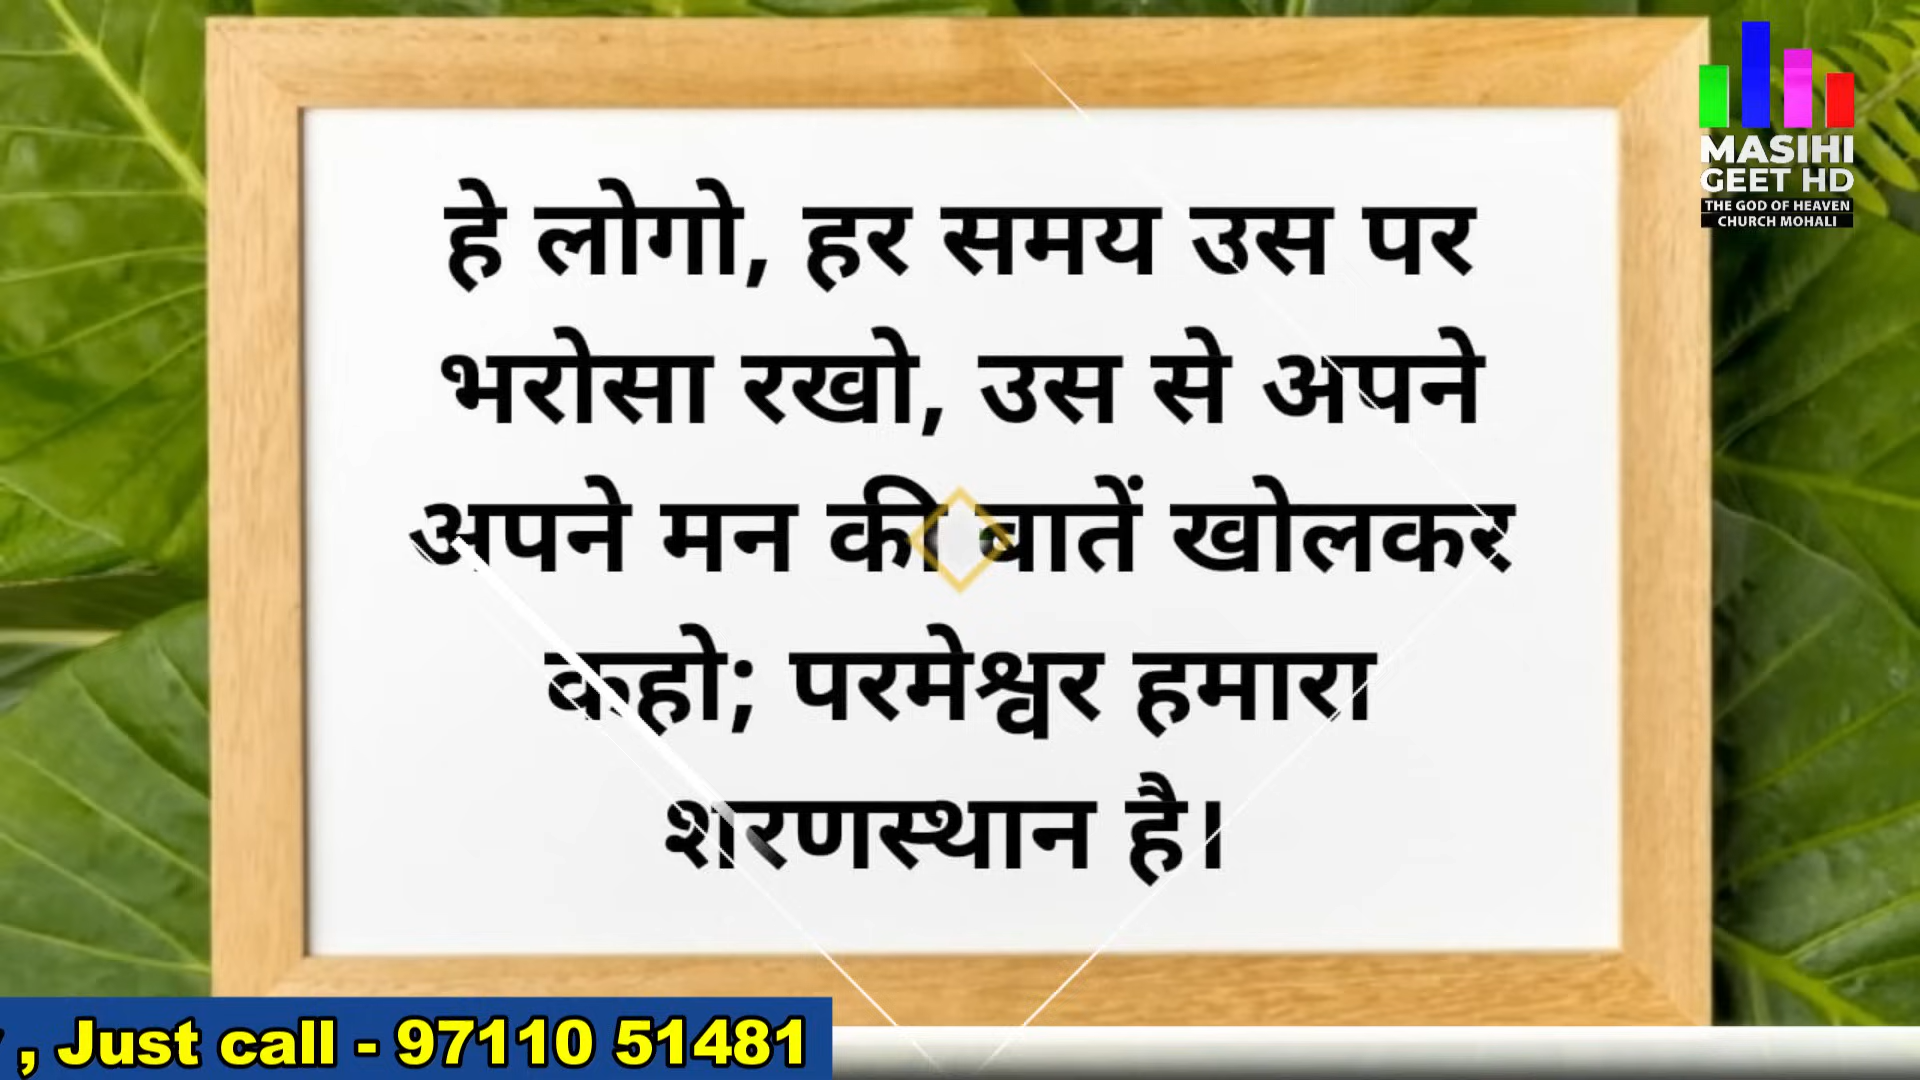 हे लोगो, हर समय उस पर
भरोसा रखो, उस से अपने
अपने मन की बातें खोलकर
कहो; परमेश्वर हमारा
शरणस्थान है।
MASIHI
GEET HD
THE GOD OF HEAVEN
CHURCH MOHALI
, Just call - 97110 51481